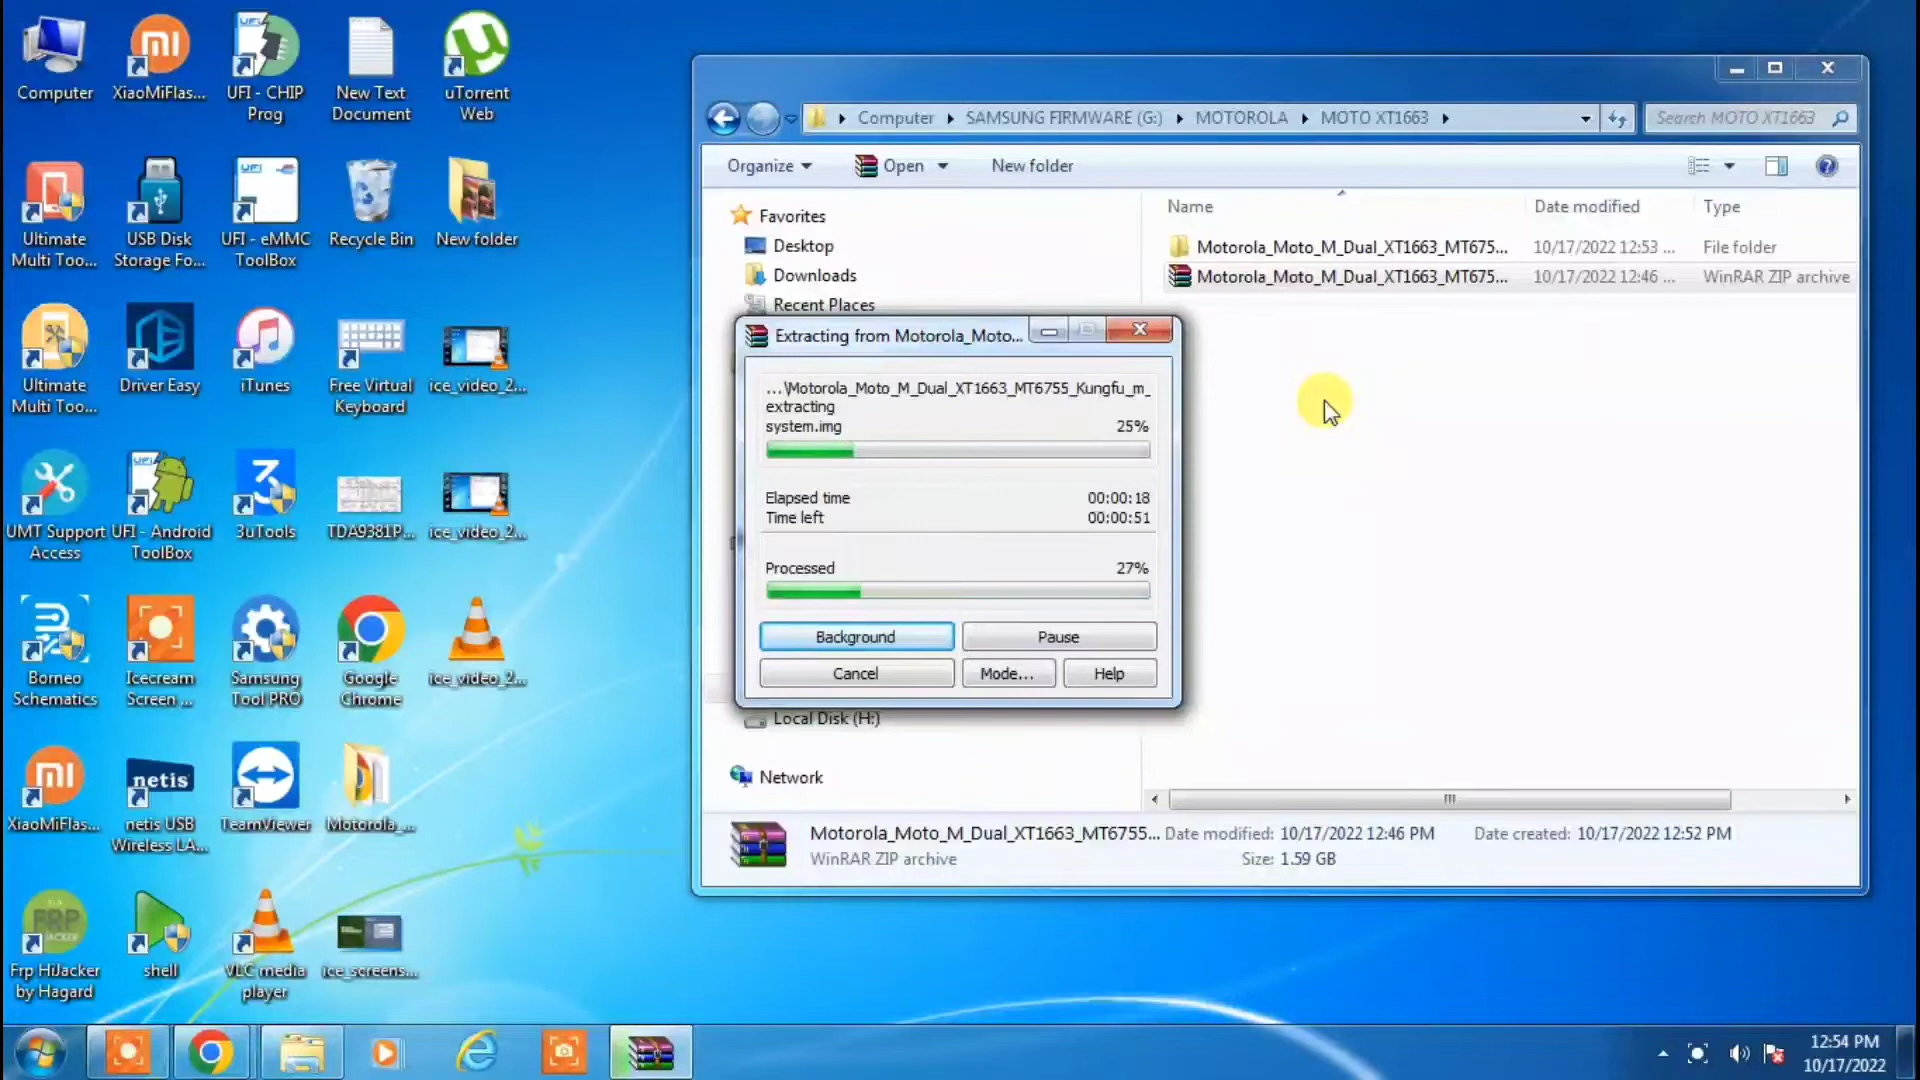 Computer
XiaoMiFlas...
UFI - CHIP
Prog
New Text
Document
uTorrent
Web
Ultimate
Multi Too...
USB Disk
Storage Fo...
UFI - eMMC
ToolBox
Recycle Bin
New folder
Ultimate
Multi Too...
Driver Easy
iTunes
Free Virtual
Keyboard
ice_video_2...
UMT Support
Access
UFI - Android
ToolBox
3uTools
TDA9381P...
ice_video_2...
Borneo
Schematics
Icecream
Screen ...
Samsung
Tool PRO
Google
Chrome
ice_video_2...
XiaoMiFlas...
netis
netis USB
Wireless LA...
TeamViewer
Motorola_...
Frp HiJacker
by Hagard
shell
VLC media
player
ice_screens...
Computer
SAMSUNG FIRMWARE (G:)
MOTOROLA
MOTO XT1663
Search MOTO XT1663
Organize
Open
New folder
Favorites
Desktop
Downloads
Recent Places
Local Disk (H:)
Network
Name
Date modified
Type
Motorola_Moto_M_Dual_XT1663_MT675... 10/17/2022 12:53 ... File folder
Motorola_Moto_M_Dual_XT1663_MT675... 10/17/2022 12:46 ... WinRAR ZIP archive
Extracting from Motorola_Moto...
...\Motorola_Moto_M_Dual_XT1663_MT6755_Kungfu_m_
extracting
system.img 25%
Elapsed time 00:00:18
Time left 00:00:51
Processed 27%
Background
Pause
Cancel
Mode...
Help
Motorola_Moto_M_Dual_XT1663_MT6755... Date modified: 10/17/2022 12:46 PM Date created: 10/17/2022 12:52 PM
WinRAR ZIP archive Size: 1.59 GB
12:54 PM
10/17/2022